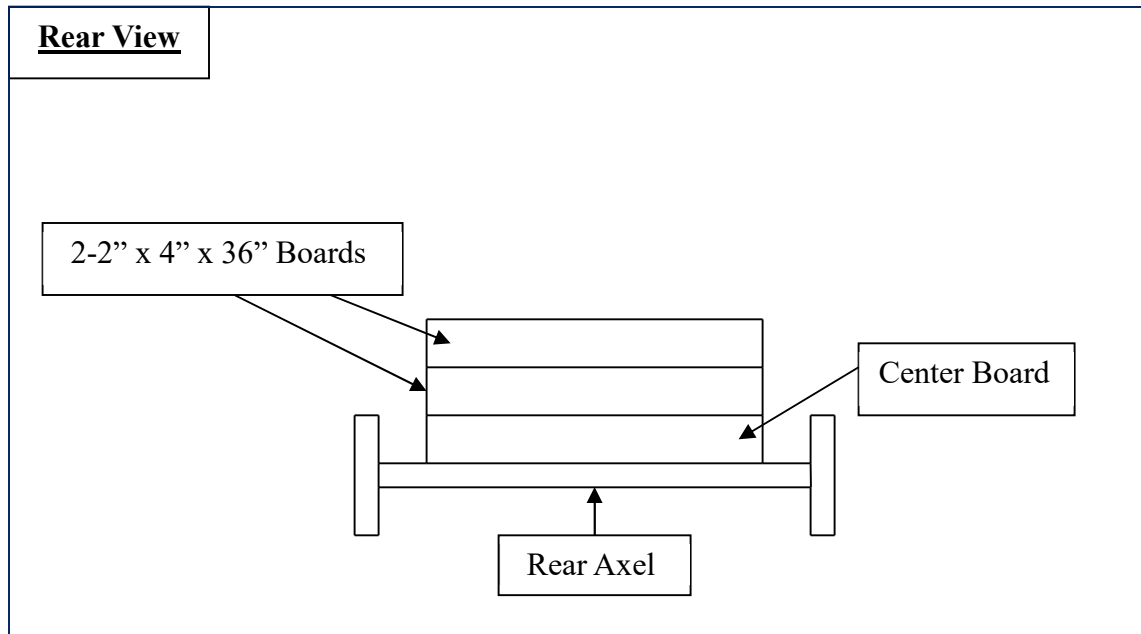 Rear View
2-2” x 4” x 36” Boards
Center Board
Rear Axel